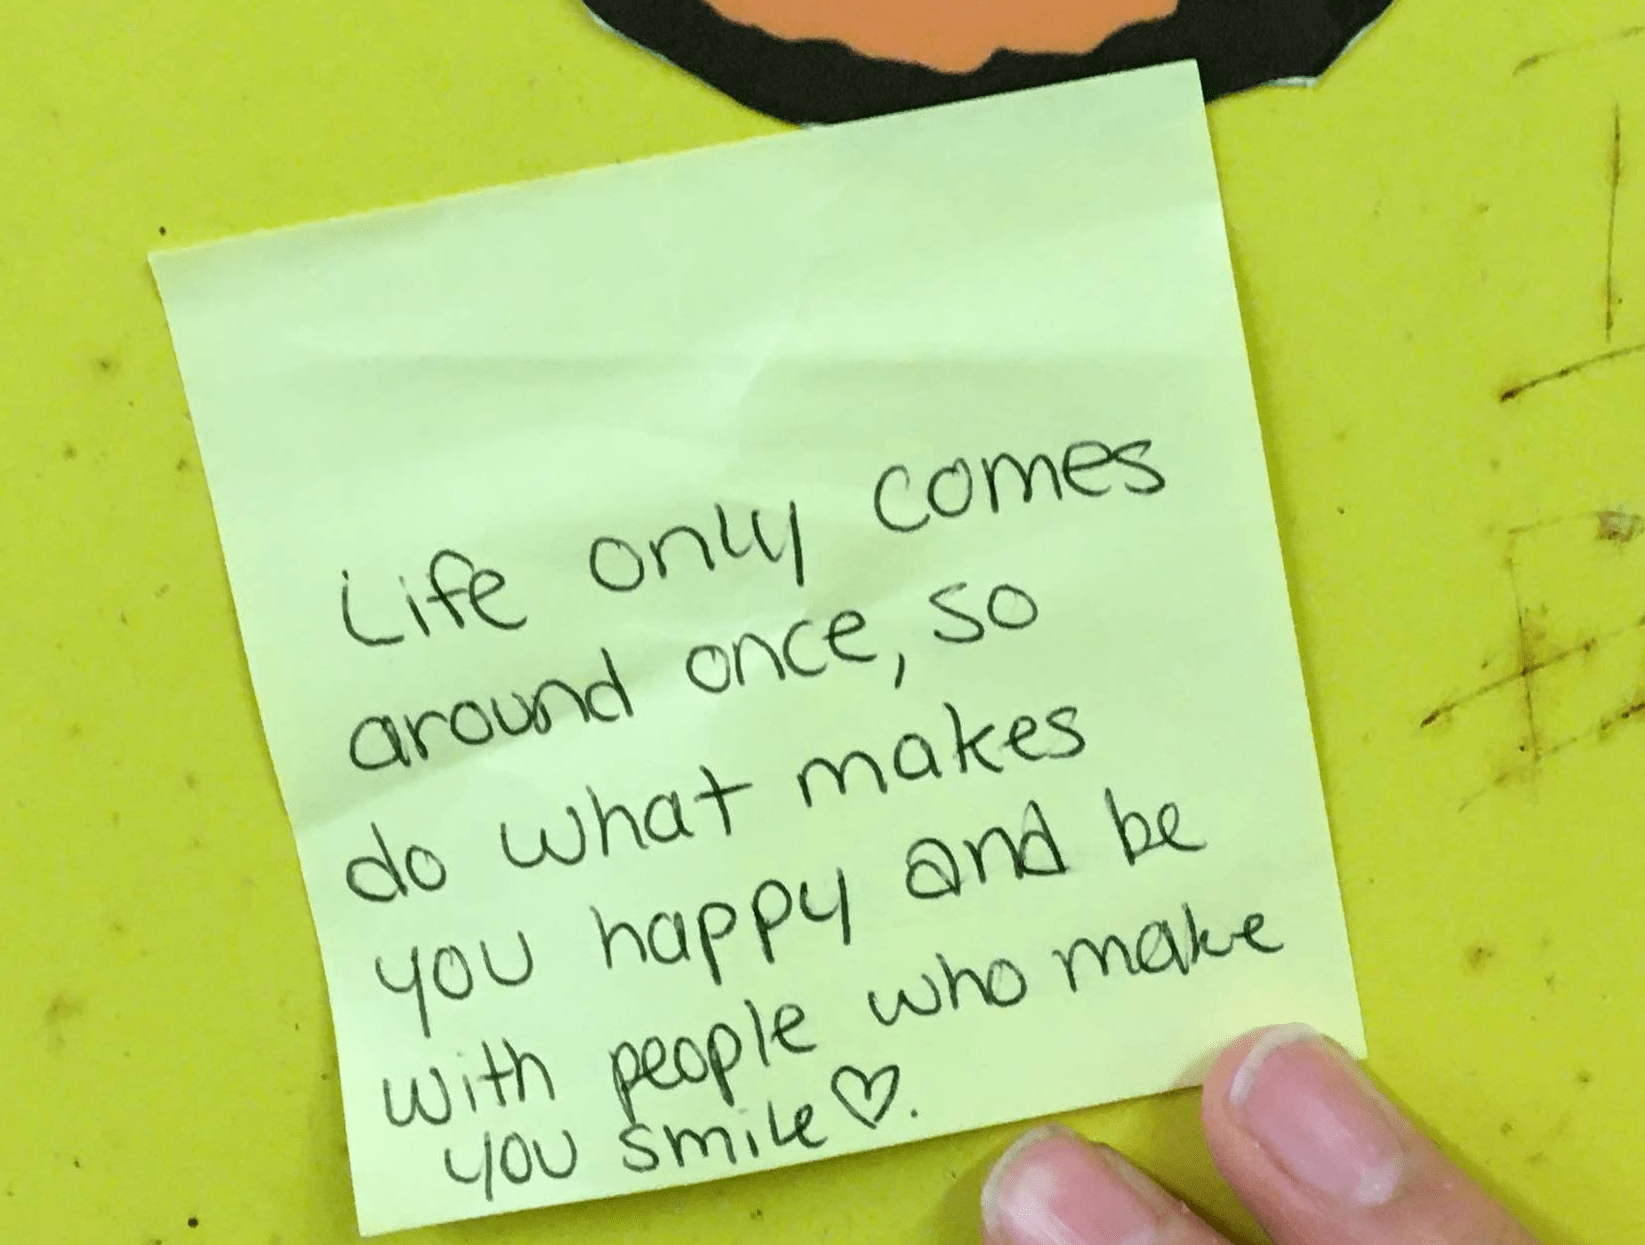 Life only comes
around once, so
do what makes
you happy and be
with people who make
you smile♡.